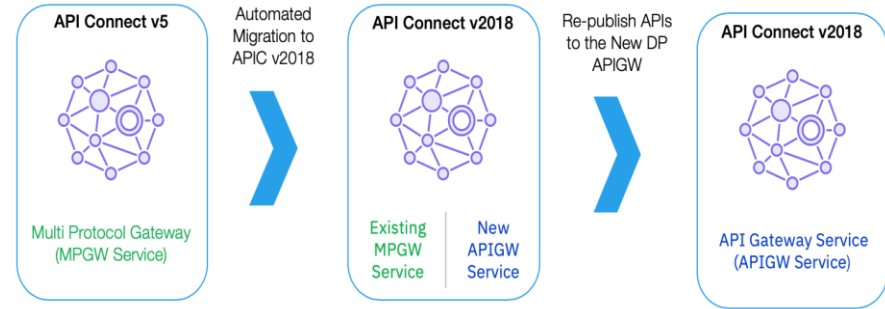 API Connect v5
Multi Protocol Gateway
(MPGW Service)
Automated
Migration to
APIC v2018
API Connect v2018
Existing
MPGW
Service
New
APIGW
Service
Re-publish APIs
to the New DP
APIGW
API Connect v2018
API Gateway Service
(APIGW Service)